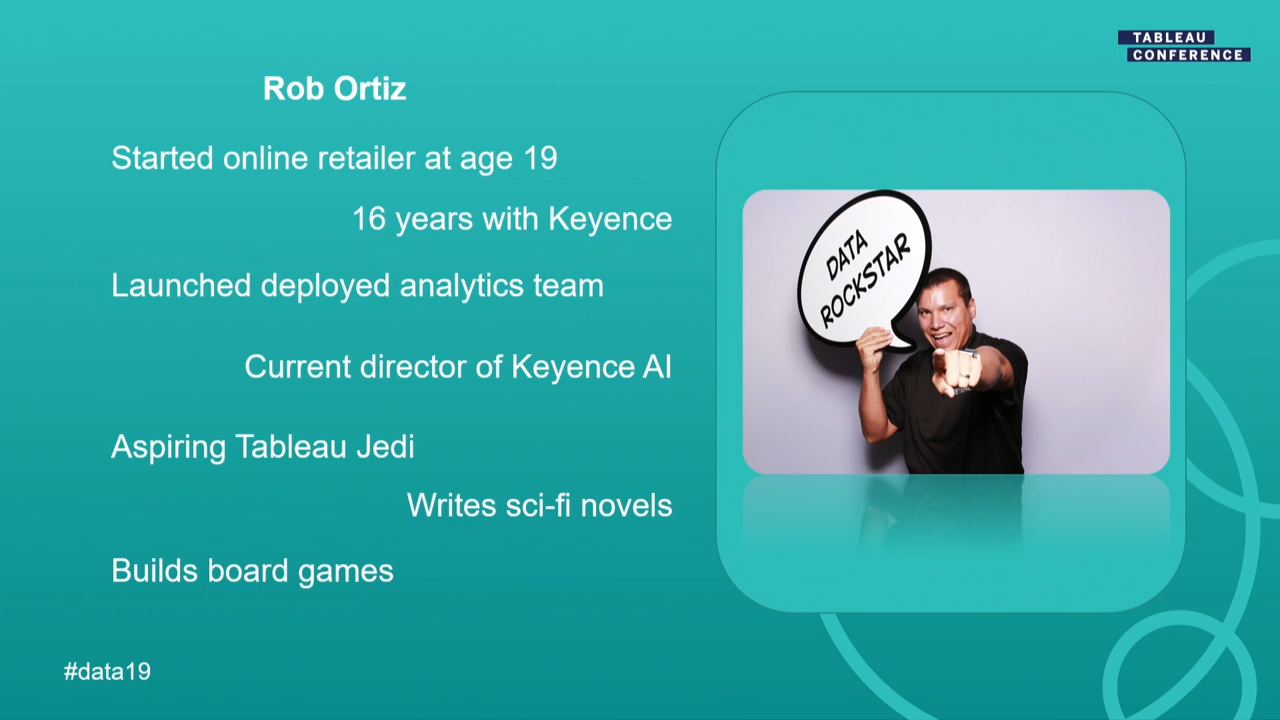 TABLEAU
CONFERENCE
Rob Ortiz
Started online retailer at age 19
16 years with Keyence
Launched deployed analytics team
Current director of Keyence AI
Aspiring Tableau Jedi
Writes sci-fi novels
Builds board games
DATA
ROCKSTAR
#data19